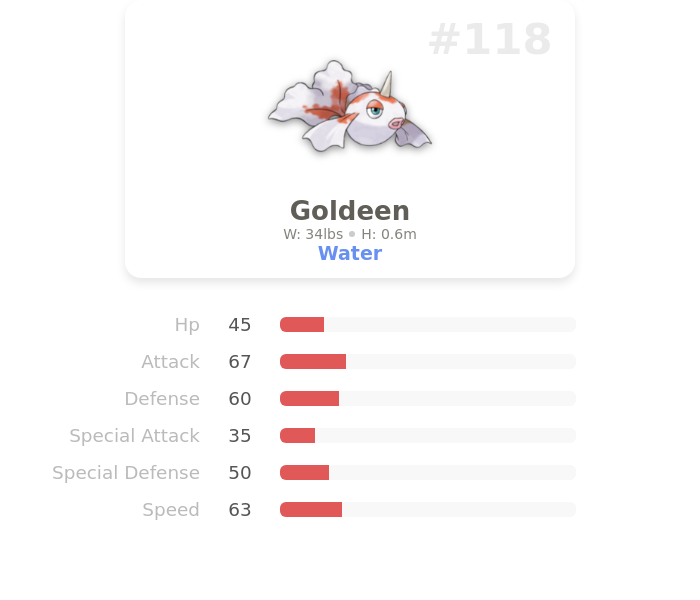 #118
Goldeen
W: 34lbs • H: 0.6m
Water
Hp 45
Attack 67
Defense 60
Special Attack 35
Special Defense 50
Speed 63